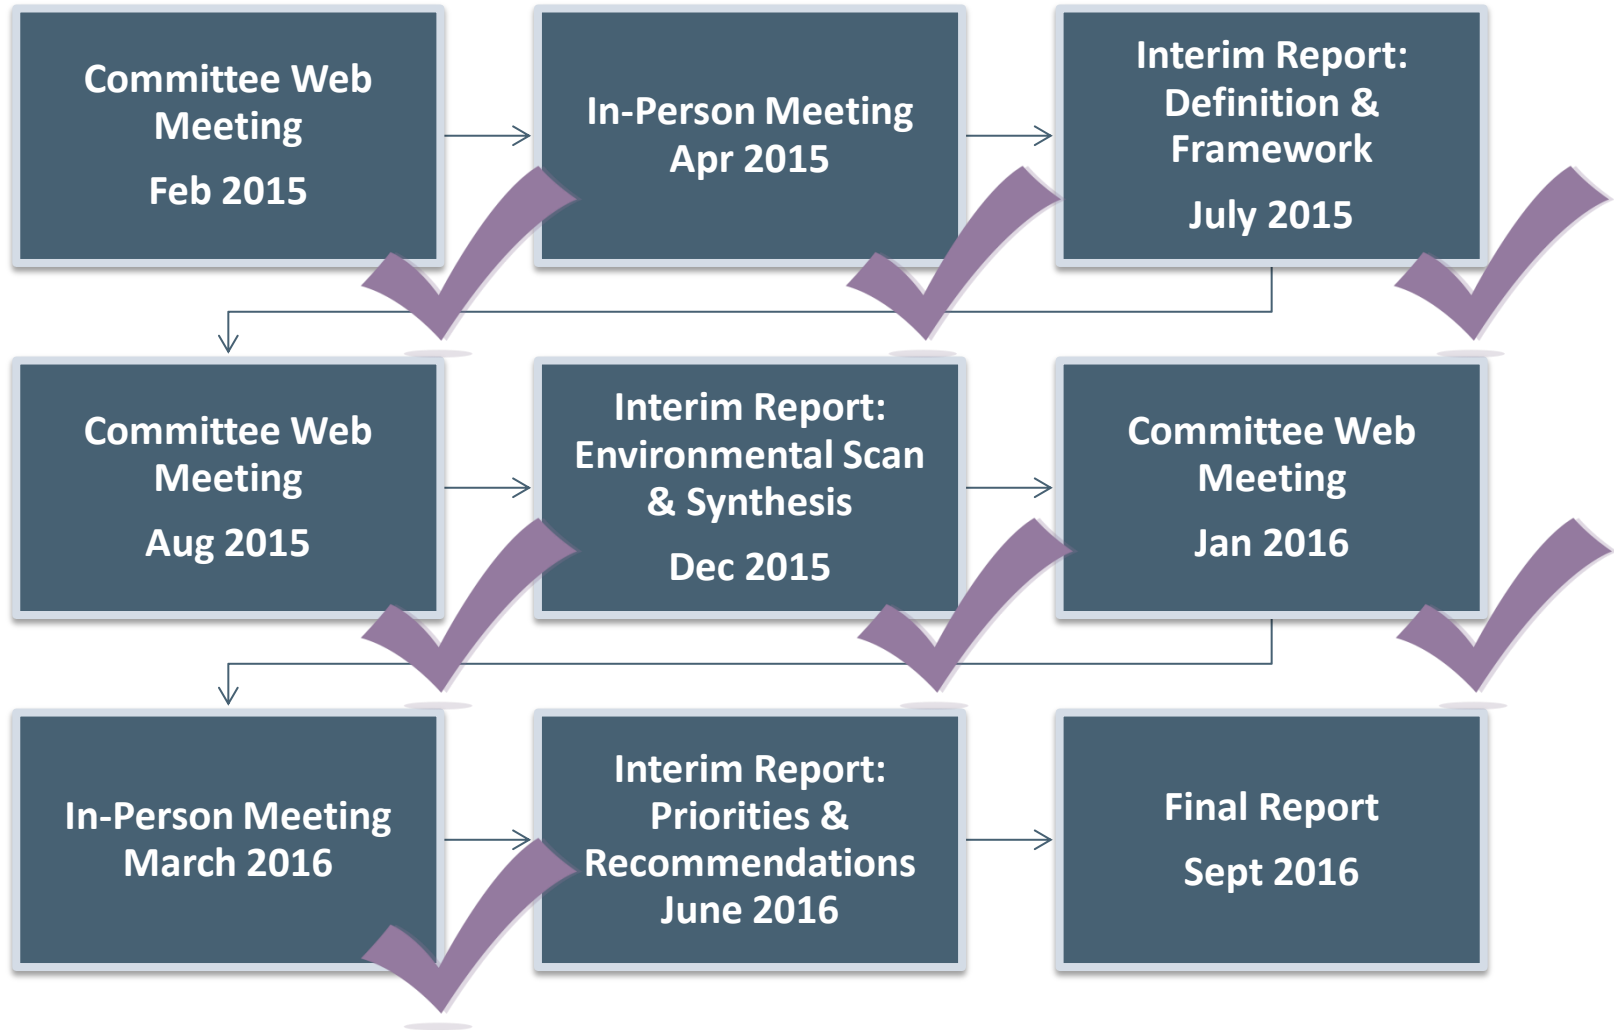 Committee Web
Meeting
Feb 2015
In-Person Meeting
Apr 2015
Interim Report:
Definition &
Framework
July 2015
Committee Web
Meeting
Aug 2015
Interim Report:
Environmental Scan
& Synthesis
Dec 2015
Committee Web
Meeting
Jan 2016
In-Person Meeting
March 2016
Interim Report:
Priorities &
Recommendations
June 2016
Final Report
Sept 2016